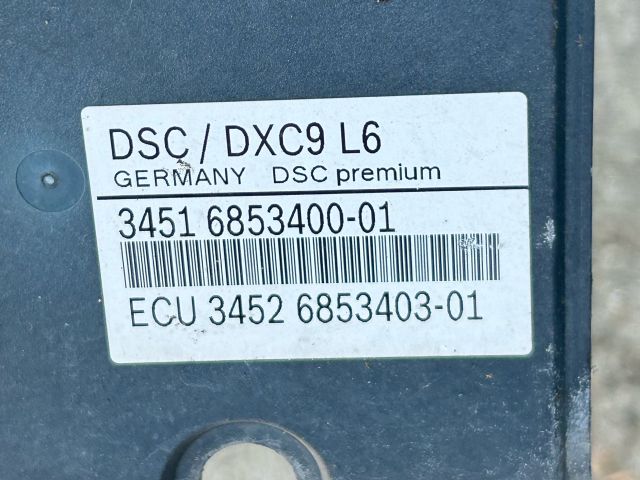 DSC / DXC9 L6
GERMANY DSC premium
3451 6853400-01
ECU 3452 6853403-01